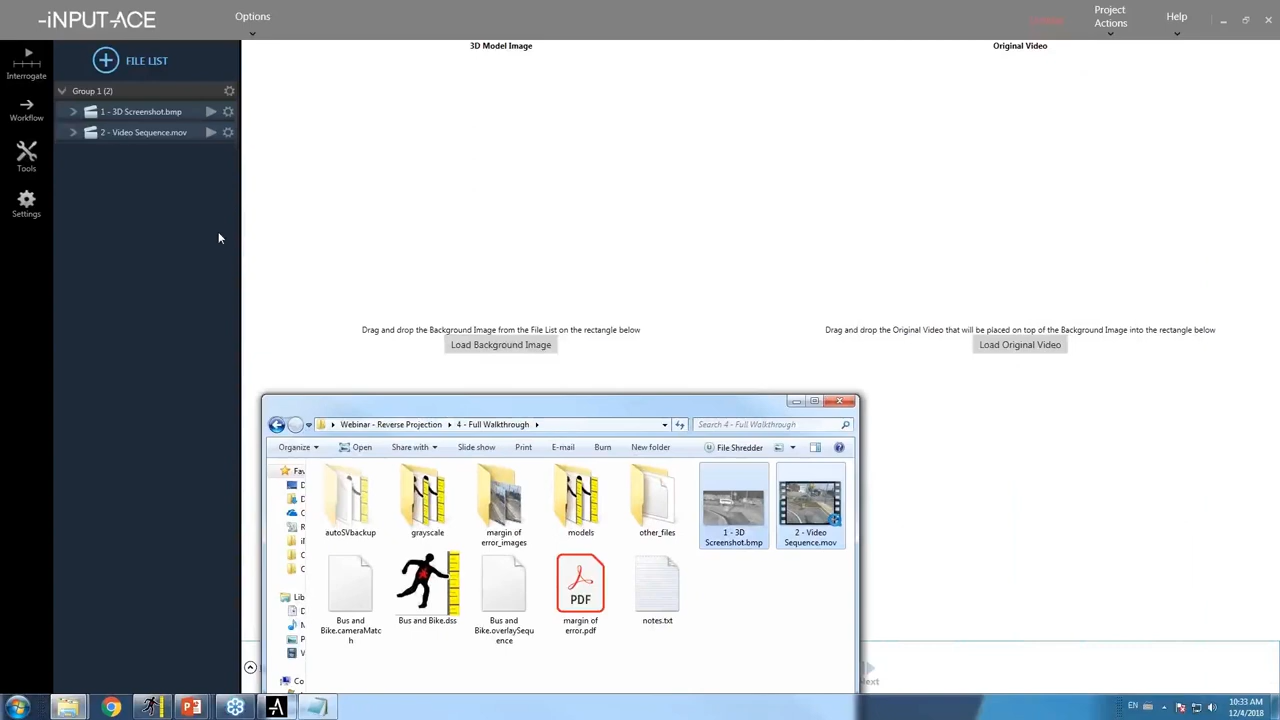 -iNPUT-ACE
Options
Project
Actions
Help
Interrogate
Workflow
Tools
Settings
FILE LIST
Group 1 (2)
1 - 3D Screenshot.bmp
2 - Video Sequence.mov
3D Model Image
Original Video
Drag and drop the Background Image from the File List on the rectangle below
Load Background Image
Drag and drop the Original Video that will be placed on top of the Background Image into the rectangle below
Load Original Video
Webinar - Reverse Projection
4 - Full Walkthrough
Search 4 - Full Walkthrough
Organize
Open
Share with
Slide show
Print
E-mail
Burn
New folder
File Shredder
Fav
Lib
Co
autoSVbackup
grayscale
margin of
error_images
models
other_files
1 - 3D
Screenshot.bmp
2 - Video
Sequence.mov
Bus and
Bike.cameraMatc
h
Bus and Bike.dss
Bus and
Bike.overlaySequ
ence
PDF
margin of
error.pdf
notes.txt
EN
10:33 AM
12/4/2018